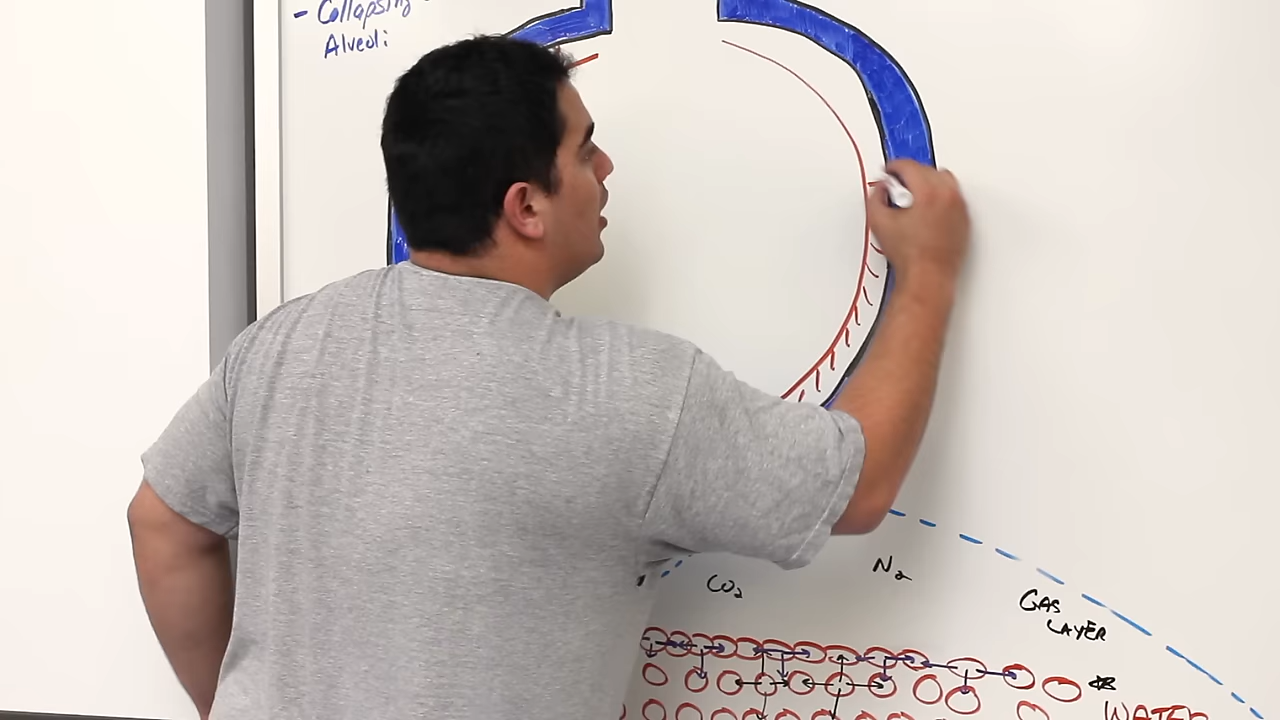 - Collapsing
Alveoli
CO2
N2
GAS
LAYER
WATER